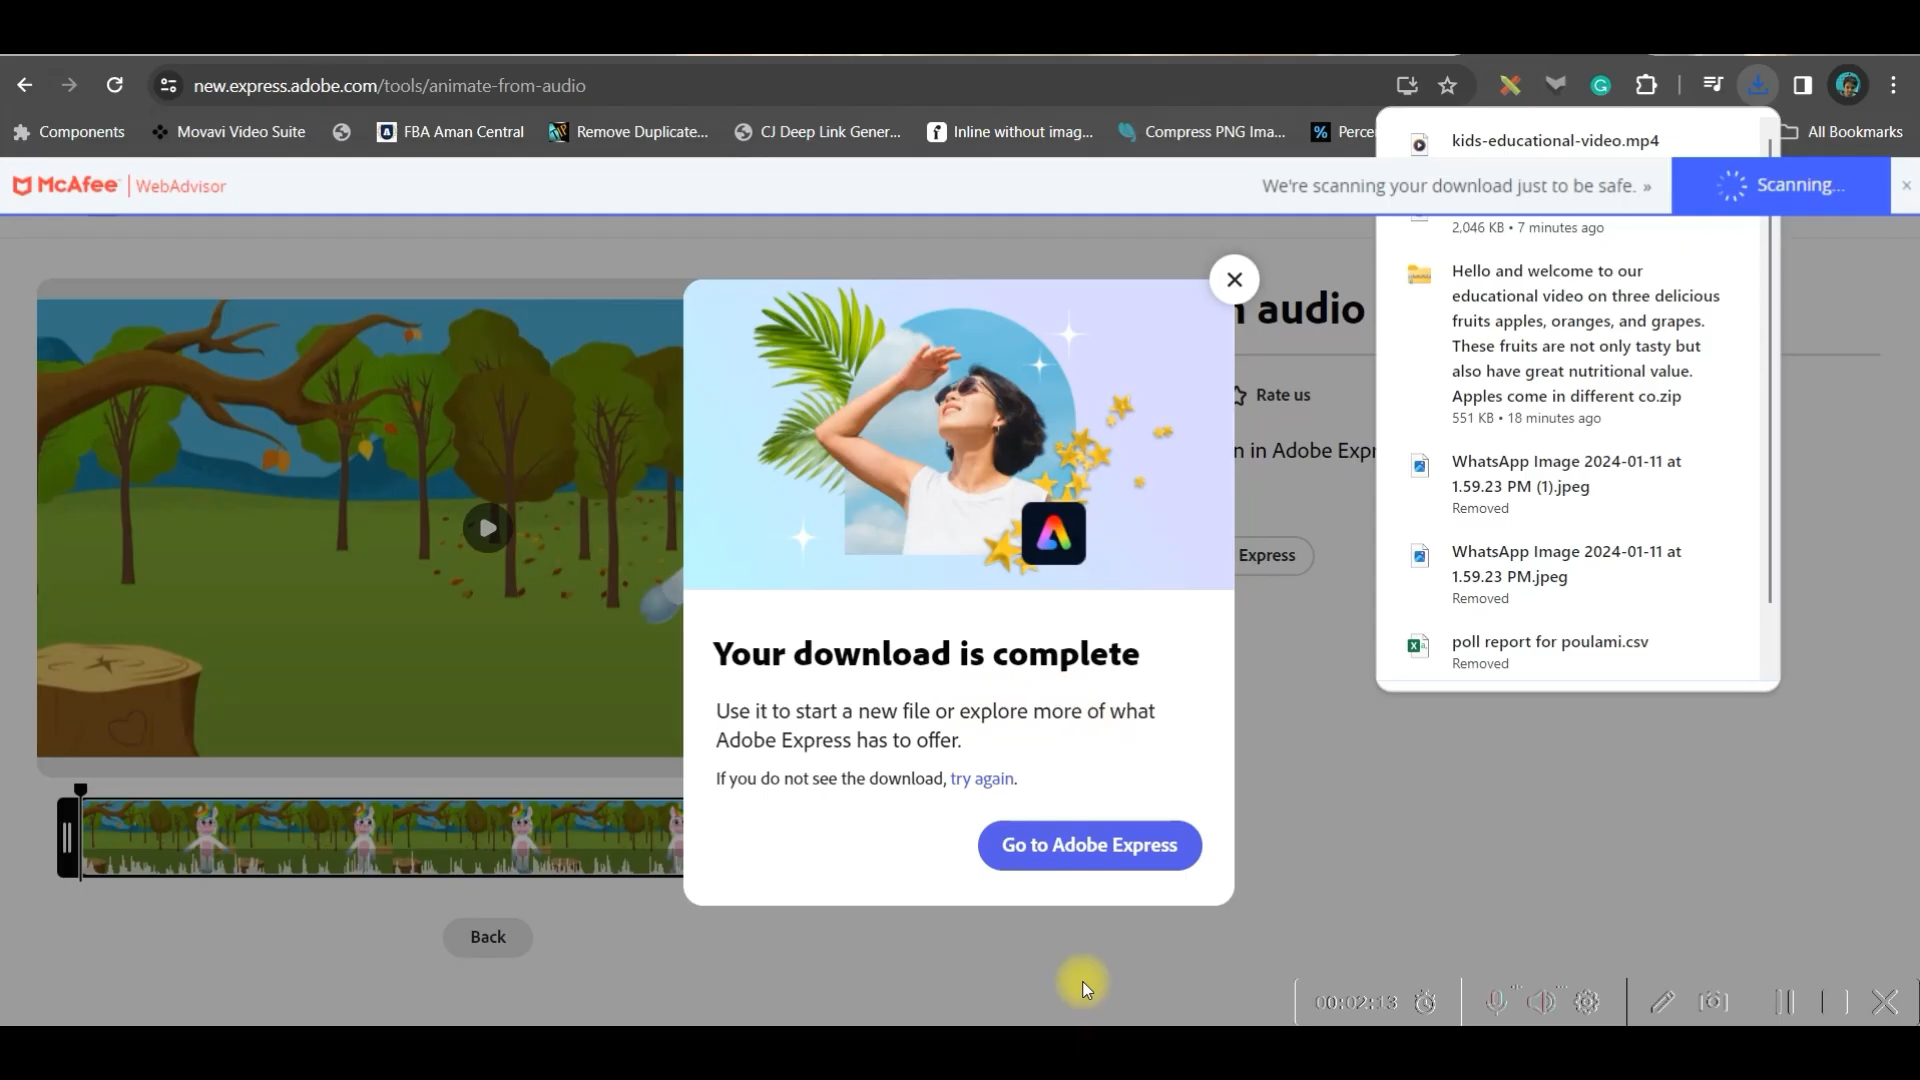 new.express.adobe.com/tools/animate-from-audio
Components
Movavi Video Suite
FBA Aman Central
Remove Duplicate...
CJ Deep Link Gener...
Inline without imag...
Compress PNG Ima...
All Bookmarks
McAfee | WebAdvisor
We're scanning your download just to be safe. »
Scanning...
kids-educational-video.mp4
2,046 KB • 7 minutes ago
Hello and welcome to our
educational video on three delicious
fruits apples, oranges, and grapes.
These fruits are not only tasty but
also have great nutritional value.
Apples come in different co.zip
551 KB • 18 minutes ago
WhatsApp Image 2024-01-11 at
1.59.23 PM (1).jpeg
Removed
WhatsApp Image 2024-01-11 at
1.59.23 PM.jpeg
Removed
poll report for poulami.csv
Removed
audio
Rate us
n in Adobe Expr
Express
Your download is complete
Use it to start a new file or explore more of what
Adobe Express has to offer.
If you do not see the download, try again.
Go to Adobe Express
Back
00:02:13